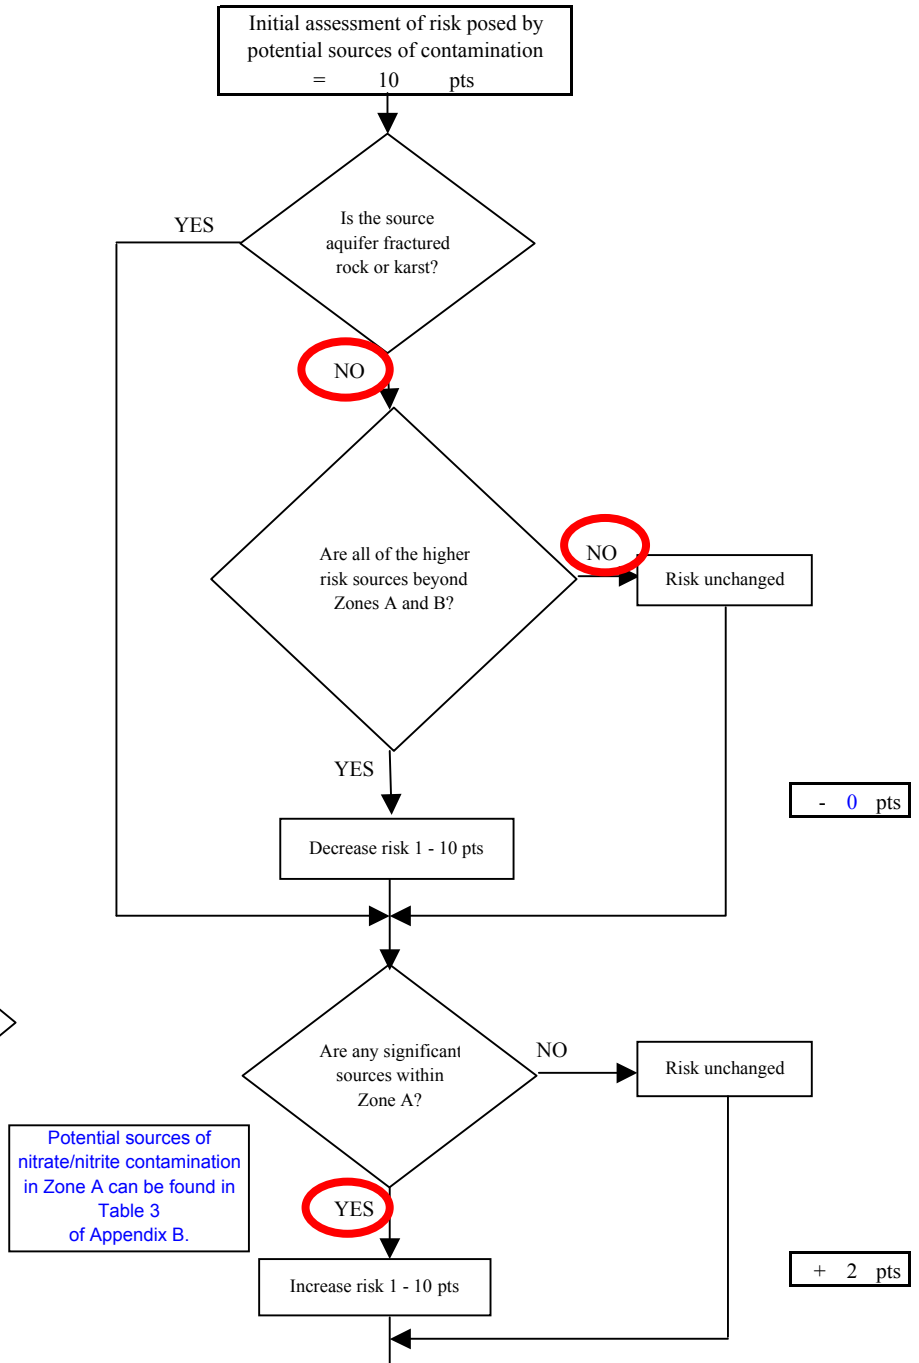 Initial assessment of risk posed by
potential sources of contamination
= 10 pts
YES
Is the source
aquifer fractured
rock or karst?
NO
Are all of the higher
risk sources beyond
Zones A and B?
NO
Risk unchanged
YES
- 0 pts
Decrease risk 1 - 10 pts
Are any significant
sources within
Zone A?
NO
Risk unchanged
Potential sources of
nitrate/nitrite contamination
in Zone A can be found in
Table 3
of Appendix B.
YES
Increase risk 1 - 10 pts
+ 2 pts